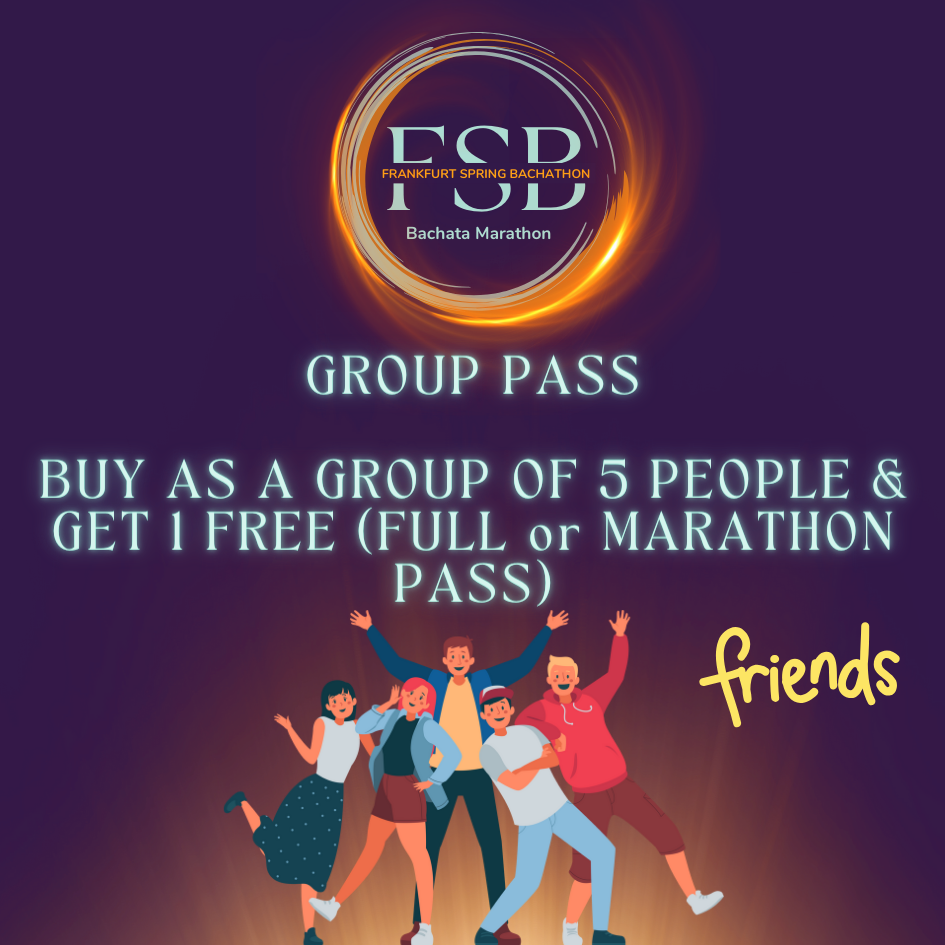 FSB
FRANKFURT SPRING BACHATHON
Bachata Marathon
GROUP PASS
BUY AS A GROUP OF 5 PEOPLE &
GET 1 FREE (FULL or MARATHON
PASS)
friends